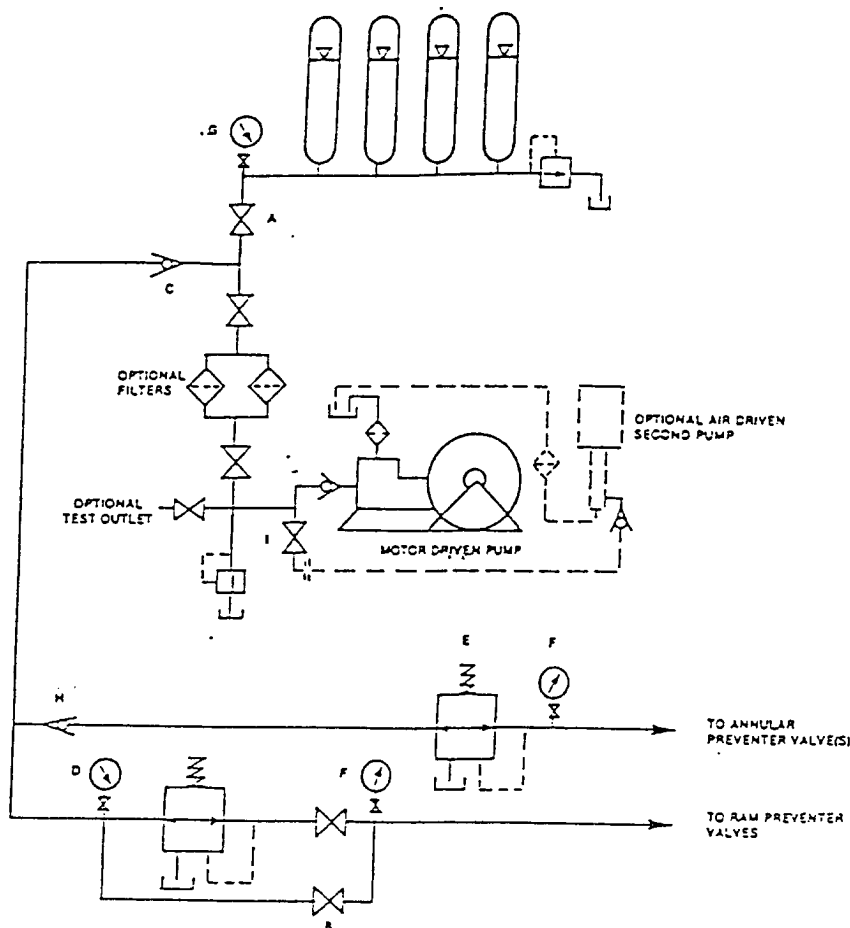 G
A
C
OPTIONAL
FILTERS
OPTIONAL AIR DRIVEN
SECOND PUMP
OPTIONAL
TEST OUTLET
I
MOTOR DRIVEN PUMP
E
F
H
TO ANNULAR
PREVENTER VALVE(S)
D
F
TO RAM PREVENTER
VALVES